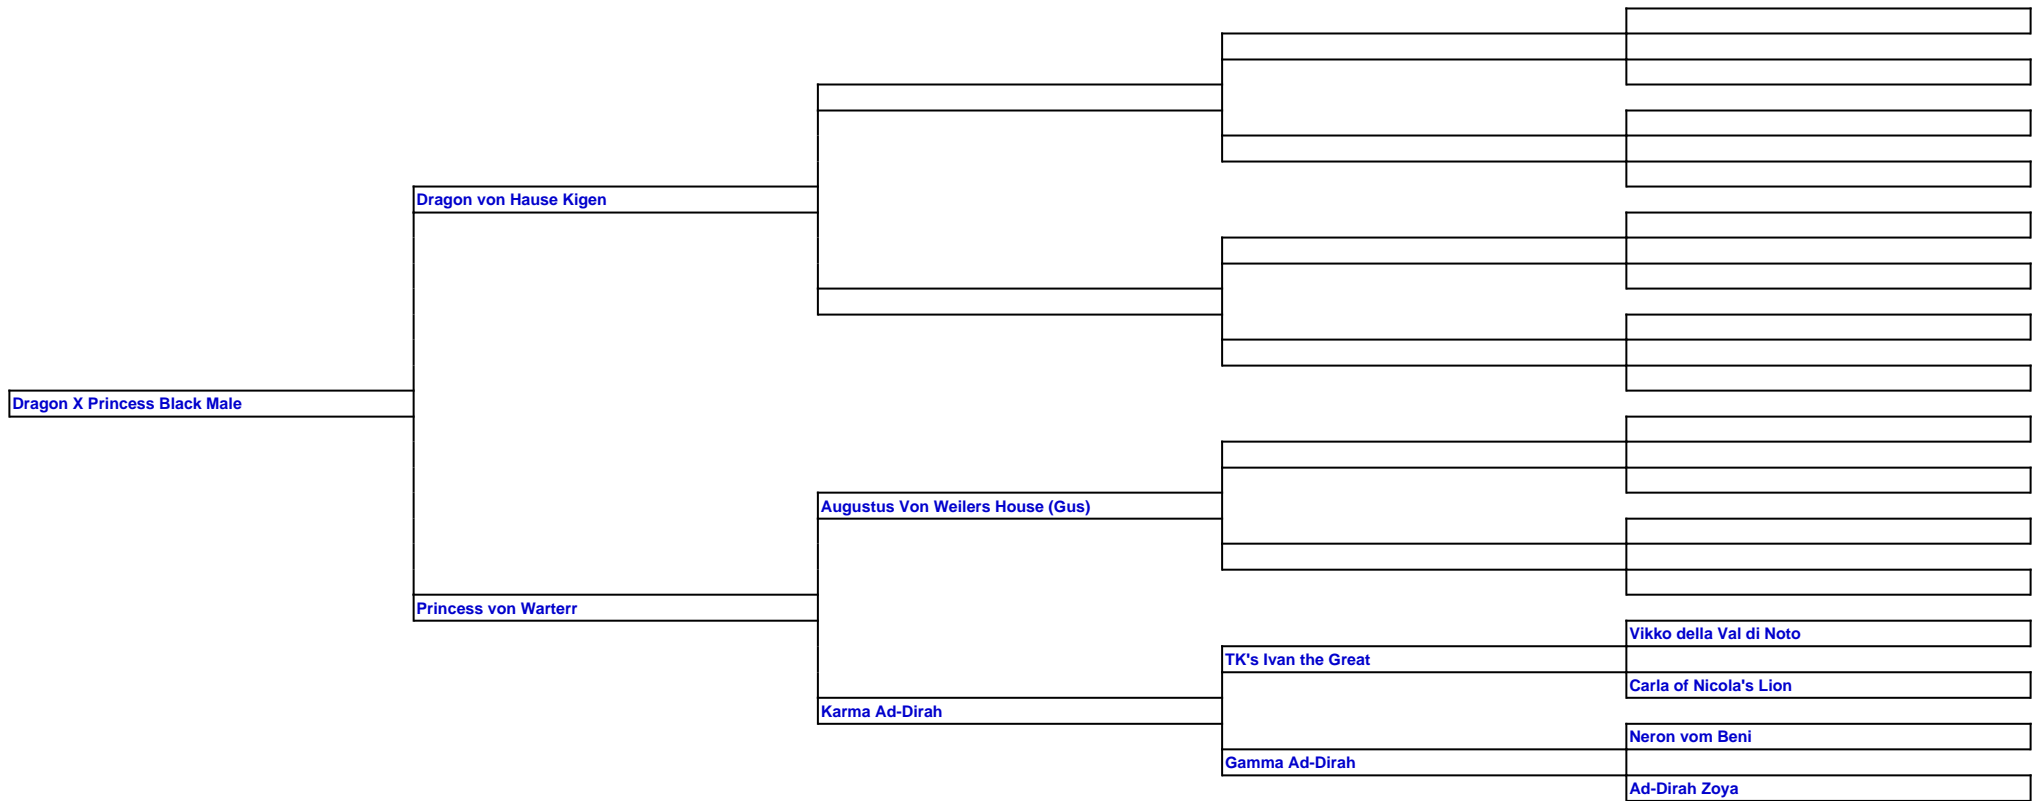 Dragon von Hause Kigen
Dragon X Princess Black Male
Augustus Von Weilers House (Gus)
Princess von Warterr
Vikko della Val di Noto
TK's Ivan the Great
Carla of Nicola's Lion
Karma Ad-Dirah
Neron vom Beni
Gamma Ad-Dirah
Ad-Dirah Zoya